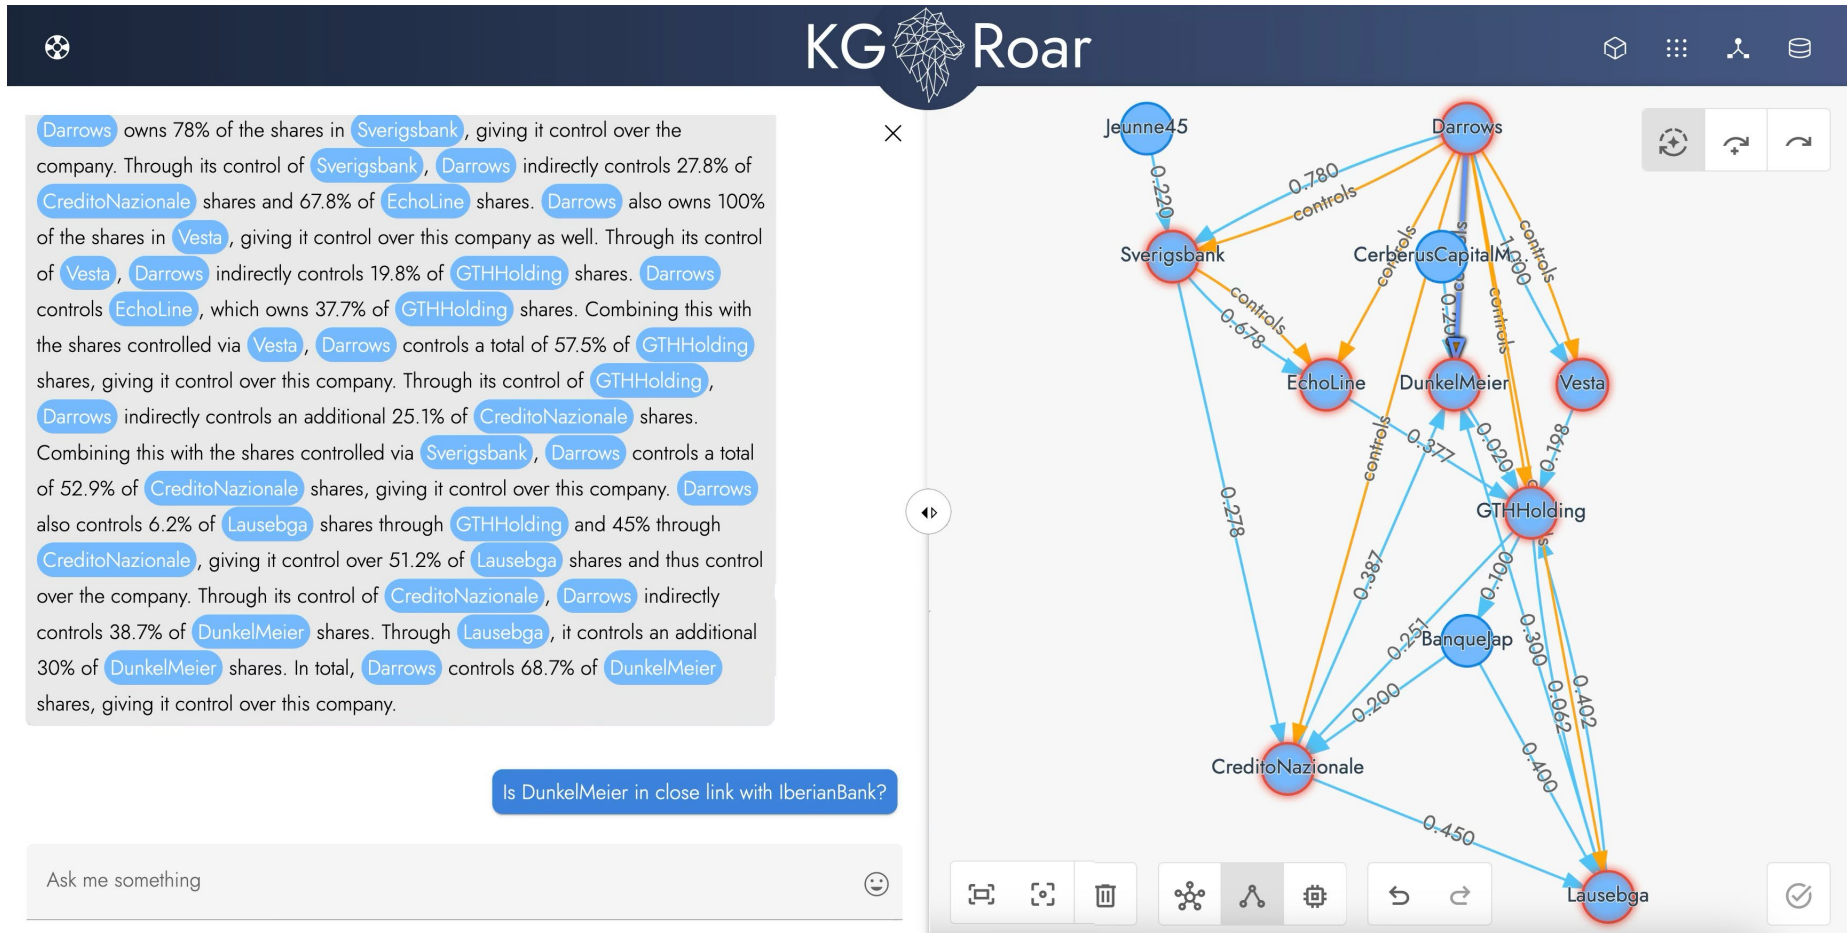 KG Roar
Darrows owns 78% of the shares in Sverigsbank, giving it control over the
company. Through its control of Sverigsbank, Darrows indirectly controls 27.8% of
CreditoNazionale shares and 67.8% of EchoLine shares. Darrows also owns 100%
of the shares in Vesta, giving it control over this company as well. Through its control
of Vesta, Darrows indirectly controls 19.8% of GTHHolding shares. Darrows
controls EchoLine, which owns 37.7% of GTHHolding shares. Combining this with
the shares controlled via Vesta, Darrows controls a total of 57.5% of GTHHolding
shares, giving it control over this company. Through its control of GTHHolding,
Darrows indirectly controls an additional 25.1% of CreditoNazionale shares.
Combining this with the shares controlled via Sverigsbank, Darrows controls a total
of 52.9% of CreditoNazionale shares, giving it control over this company. Darrows
also controls 6.2% of Lausebga shares through GTHHolding and 45% through
CreditoNazionale, giving it control over 51.2% of Lausebga shares and thus control
over the company. Through its control of CreditoNazionale, Darrows indirectly
controls 38.7% of DunkelMeier shares. Through Lausebga, it controls an additional
30% of DunkelMeier shares. In total, Darrows controls 68.7% of DunkelMeier
shares, giving it control over this company.
Is DunkelMeier in close link with IberianBank?
Ask me something
Jeunne45
Darrows
0.220
0.780
controls
controls
controls
1.000
Sverigsbank
CerberusCapitalM...
controls
0.678
controls
EchoLine
DunkelMeier
Vesta
controls
0.377
0.020
0.198
GTHHolding
0.278
0.387
0.100
0.251
BanqueJap
0.300
0.200
0.062
0.402
CreditoNazionale
0.400
0.450
Lausebga